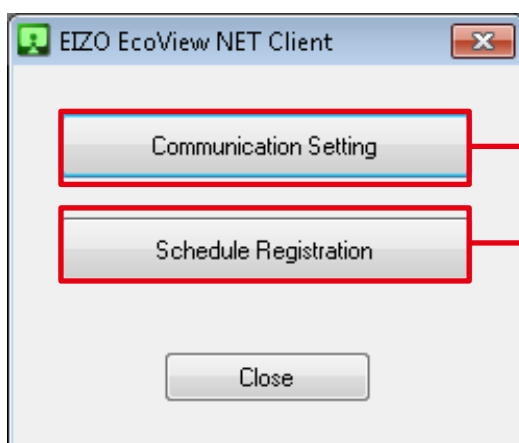 EIZO EcoView NET Client
Communication Setting
Schedule Registration
Close